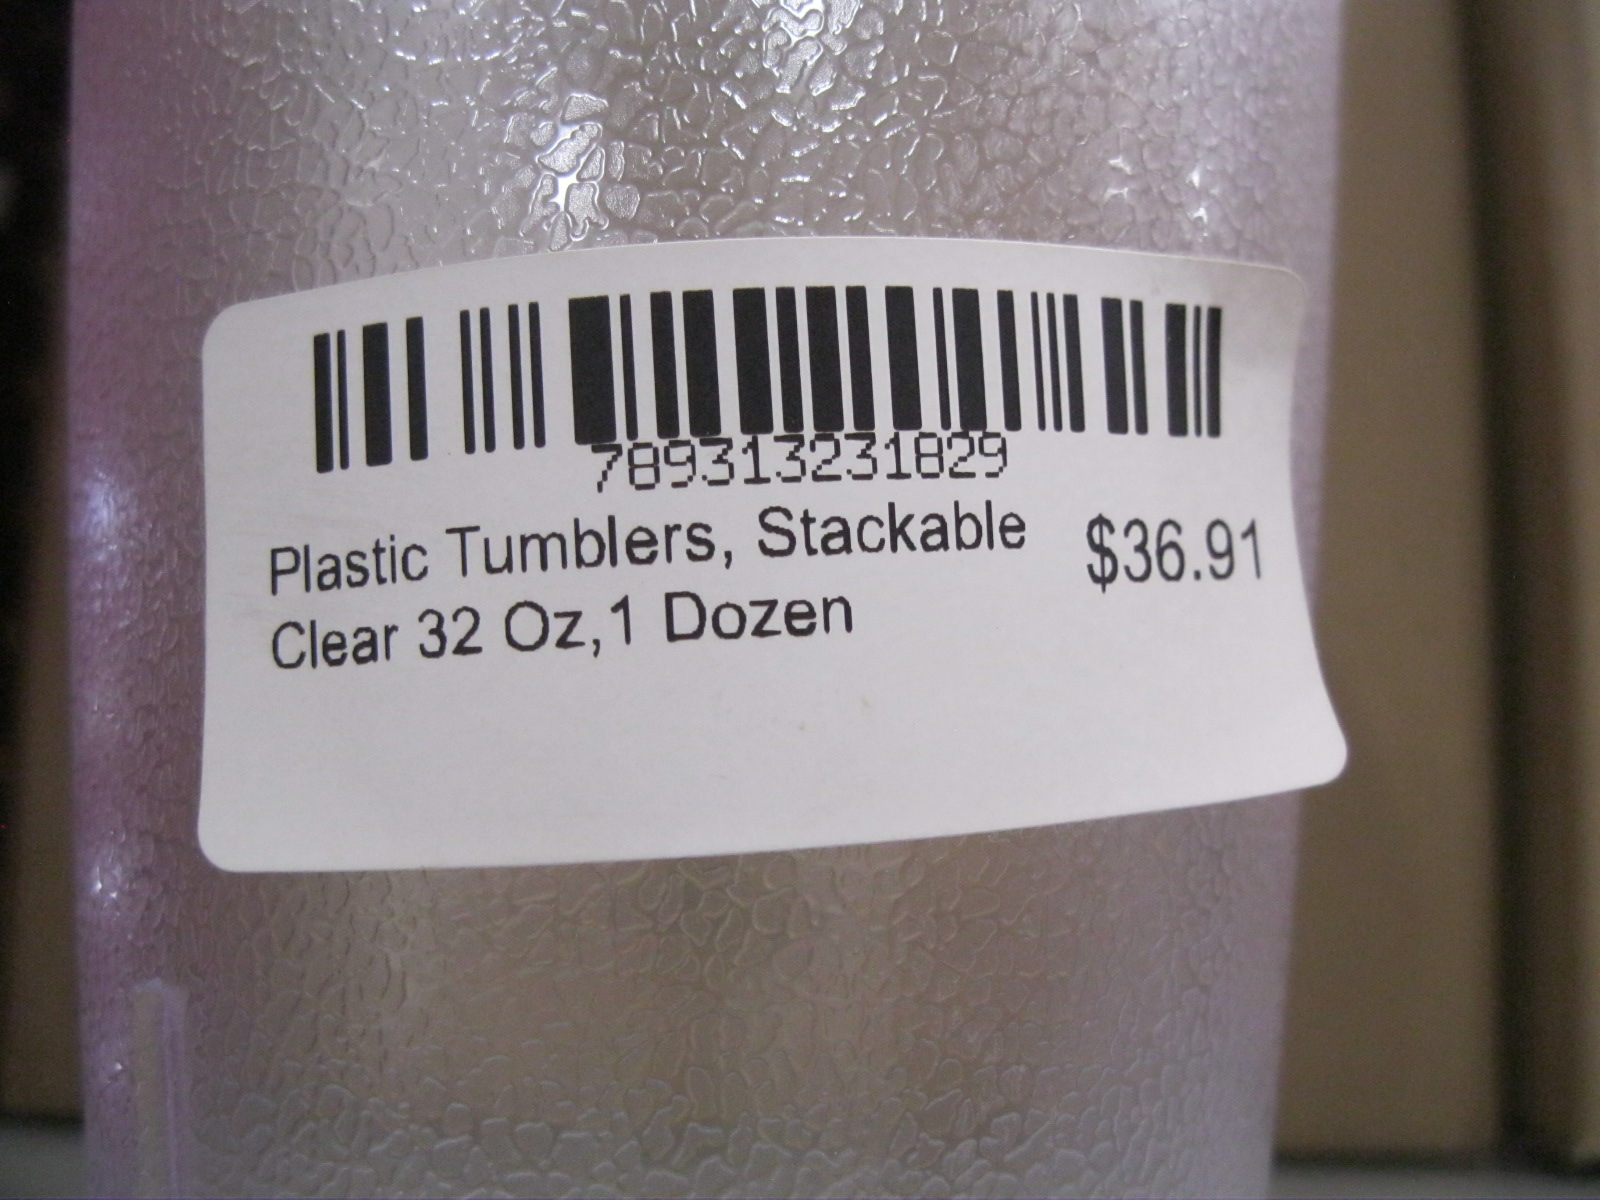 789313231829
Plastic Tumblers, Stackable $36.91
Clear 32 Oz,1 Dozen